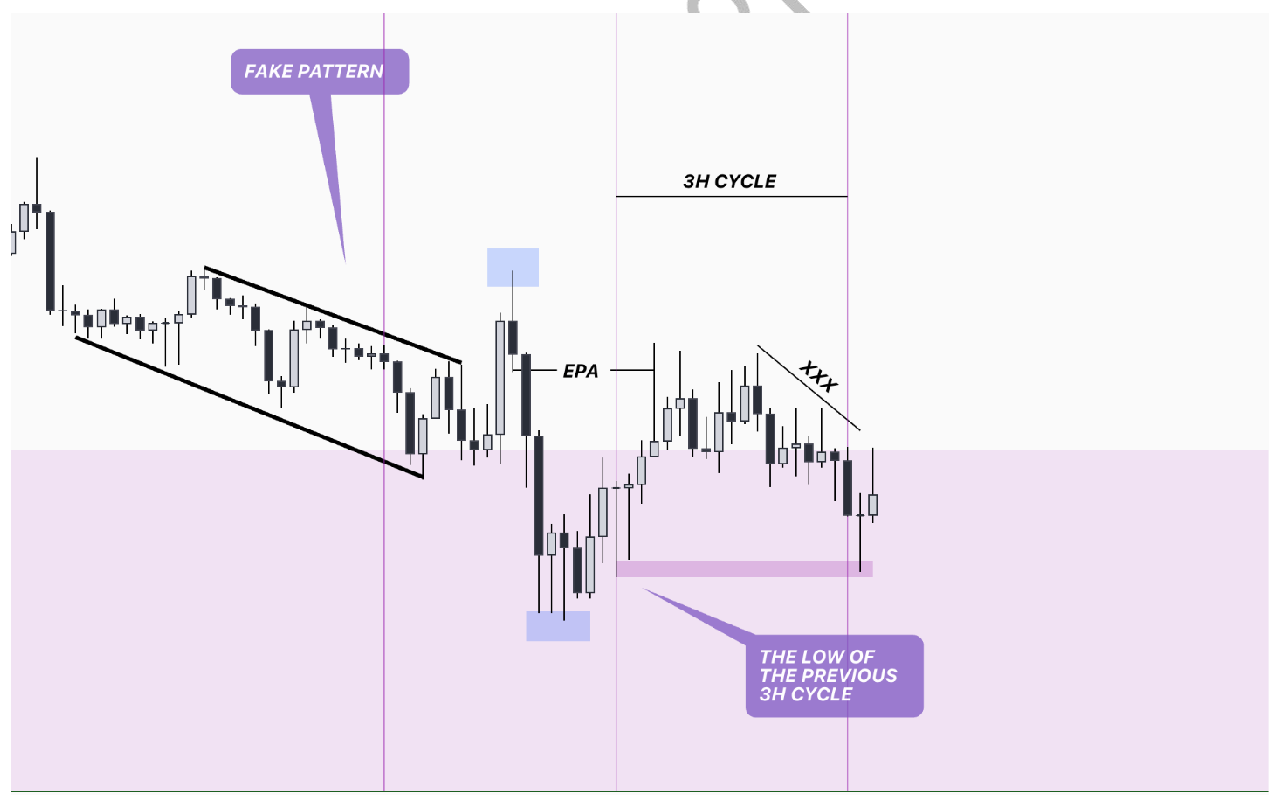 FAKE PATTERN
3H CYCLE
EPA
XXX
THE LOW OF
THE PREVIOUS
3H CYCLE